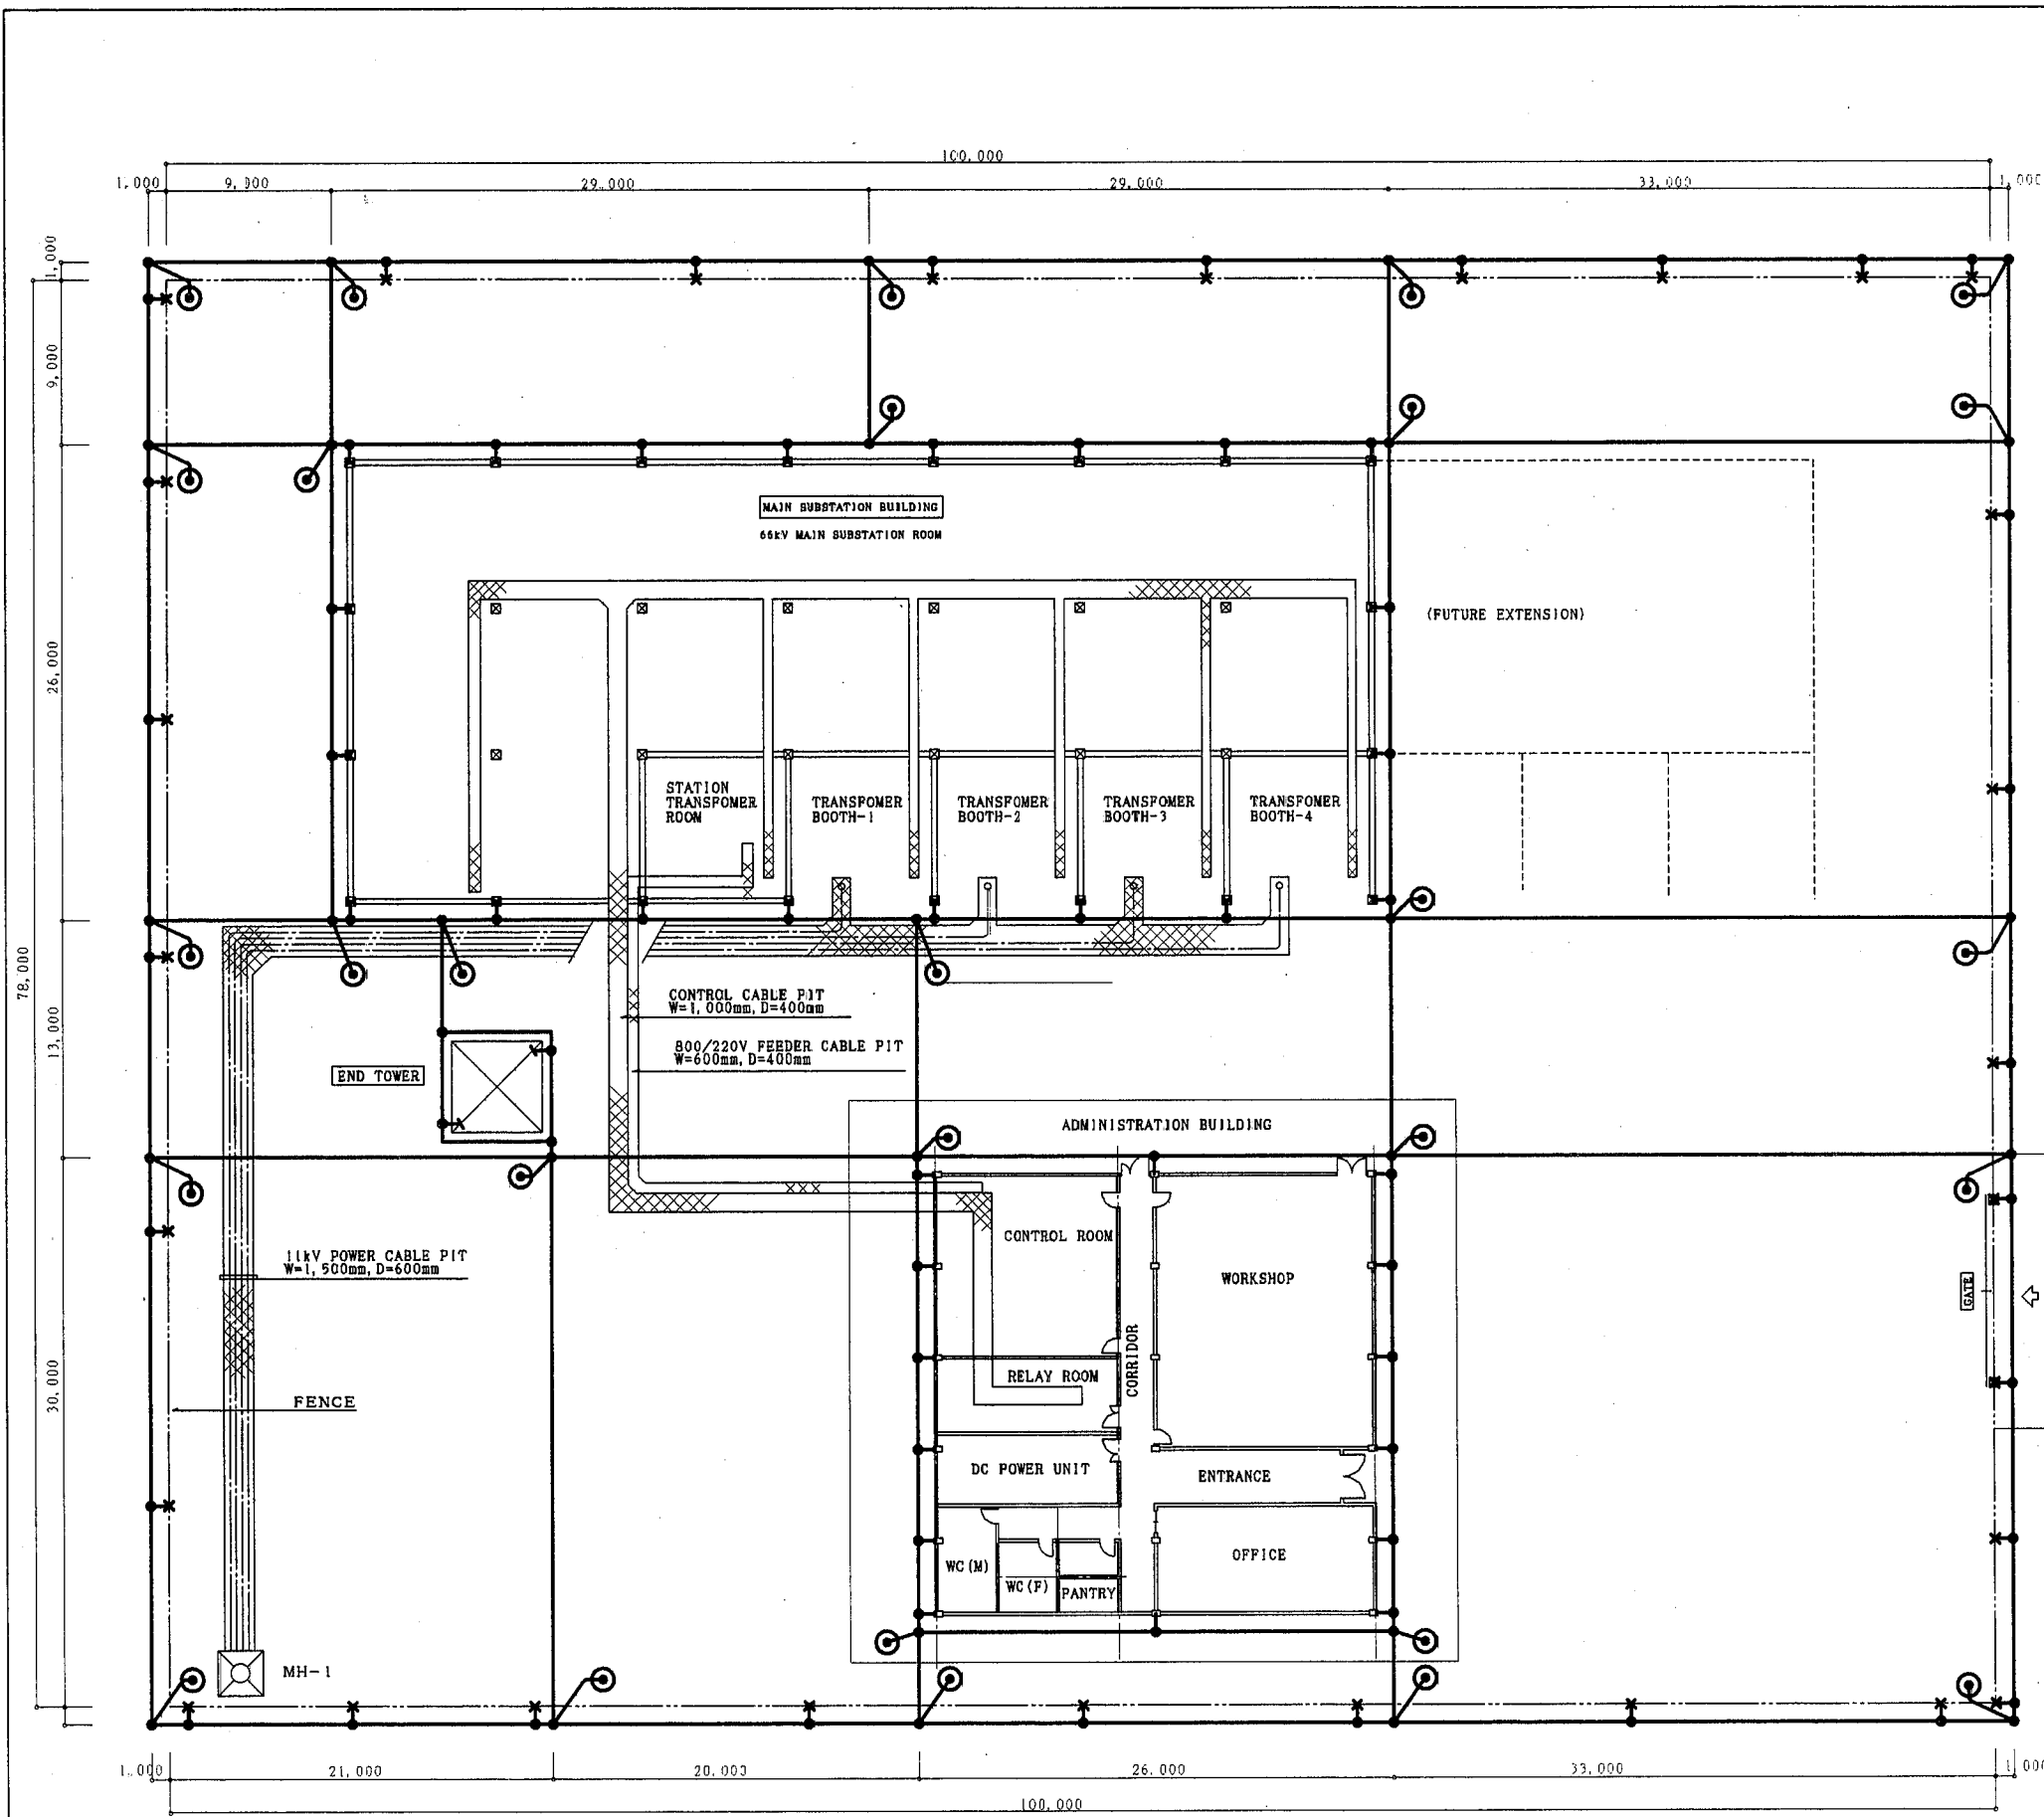 100,000
1,000 9,000 29,000 29,000 33,000 1,000
1,000
9,000
26,000
78,000
13,000
30,000
MAIN SUBSTATION BUILDING
66kV MAIN SUBSTATION ROOM
(FUTURE EXTENSION)
STATION
TRANSFOMER
ROOM
TRANSFOMER
BOOTH-1
TRANSFOMER
BOOTH-2
TRANSFOMER
BOOTH-3
TRANSFOMER
BOOTH-4
CONTROL CABLE PIT
W=1,000mm, D=400mm
800/220V FEEDER CABLE PIT
W=600mm, D=400mm
END TOWER
ADMINISTRATION BUILDING
CONTROL ROOM
WORKSHOP
CORRIDOR
GATE
11kV POWER CABLE PIT
W=1,500mm, D=600mm
RELAY ROOM
FENCE
DC POWER UNIT
ENTRANCE
WC(M)
WC(F)
PANTRY
OFFICE
MH-1
1,000 21,000 20,003 26,000 33,000 1,000
100,000